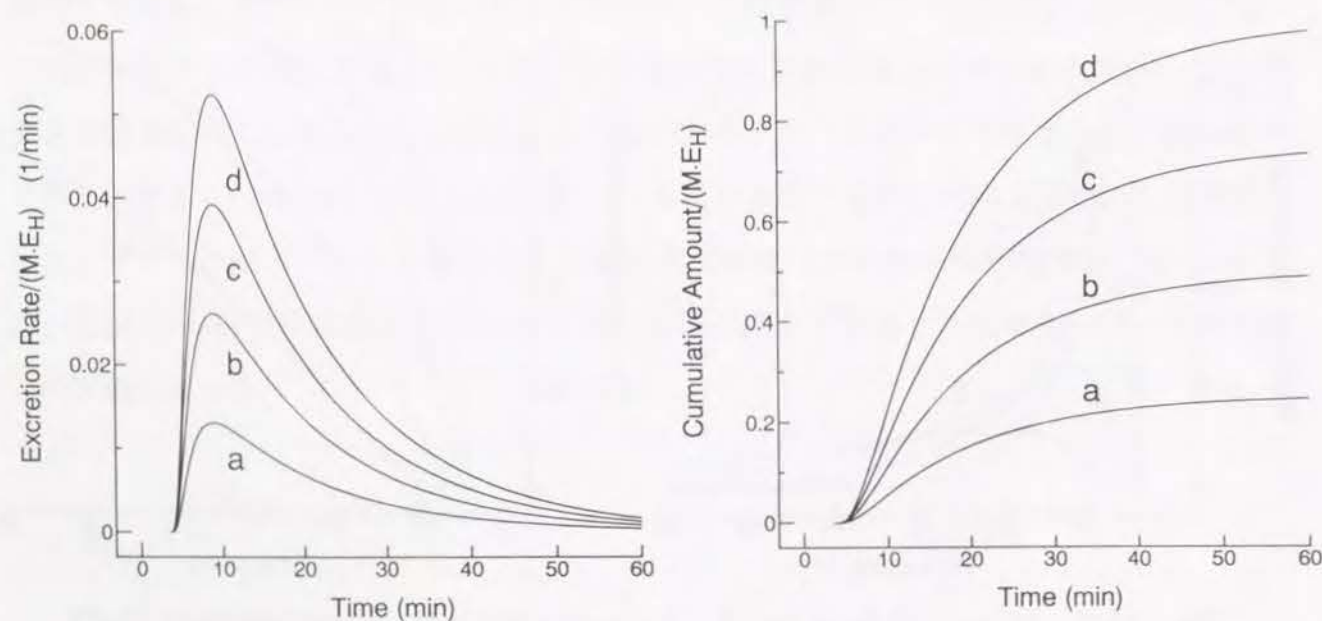 Excretion Rate/(M·E_H) (1/min)
0.06
0.04
0.02
0
d
c
b
a
0 10 20 30 40 50 60
Time (min)
Cumulative Amount/(M·E_H)
1
0.8
0.6
0.4
0.2
0
d
c
b
a
0 10 20 30 40 50 60
Time (min)